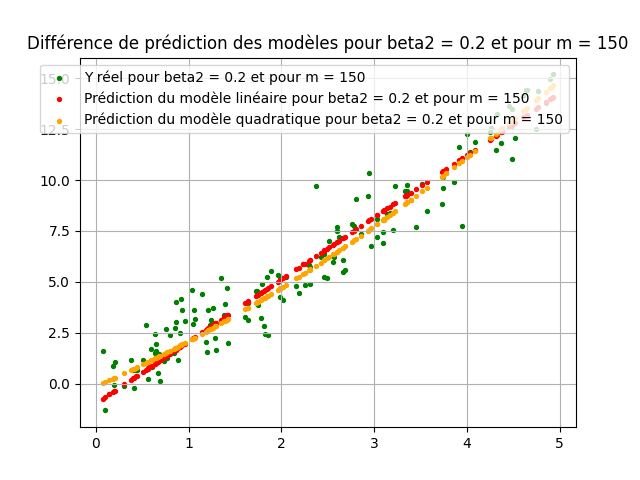 Différence de prédiction des modèles pour beta2 = 0.2 et pour m = 150
Y réel pour beta2 = 0.2 et pour m = 150
Prédiction du modèle linéaire pour beta2 = 0.2 et pour m = 150
Prédiction du modèle quadratique pour beta2 = 0.2 et pour m = 150
15.0
12.5
10.0
7.5
5.0
2.5
0.0
0 1 2 3 4 5